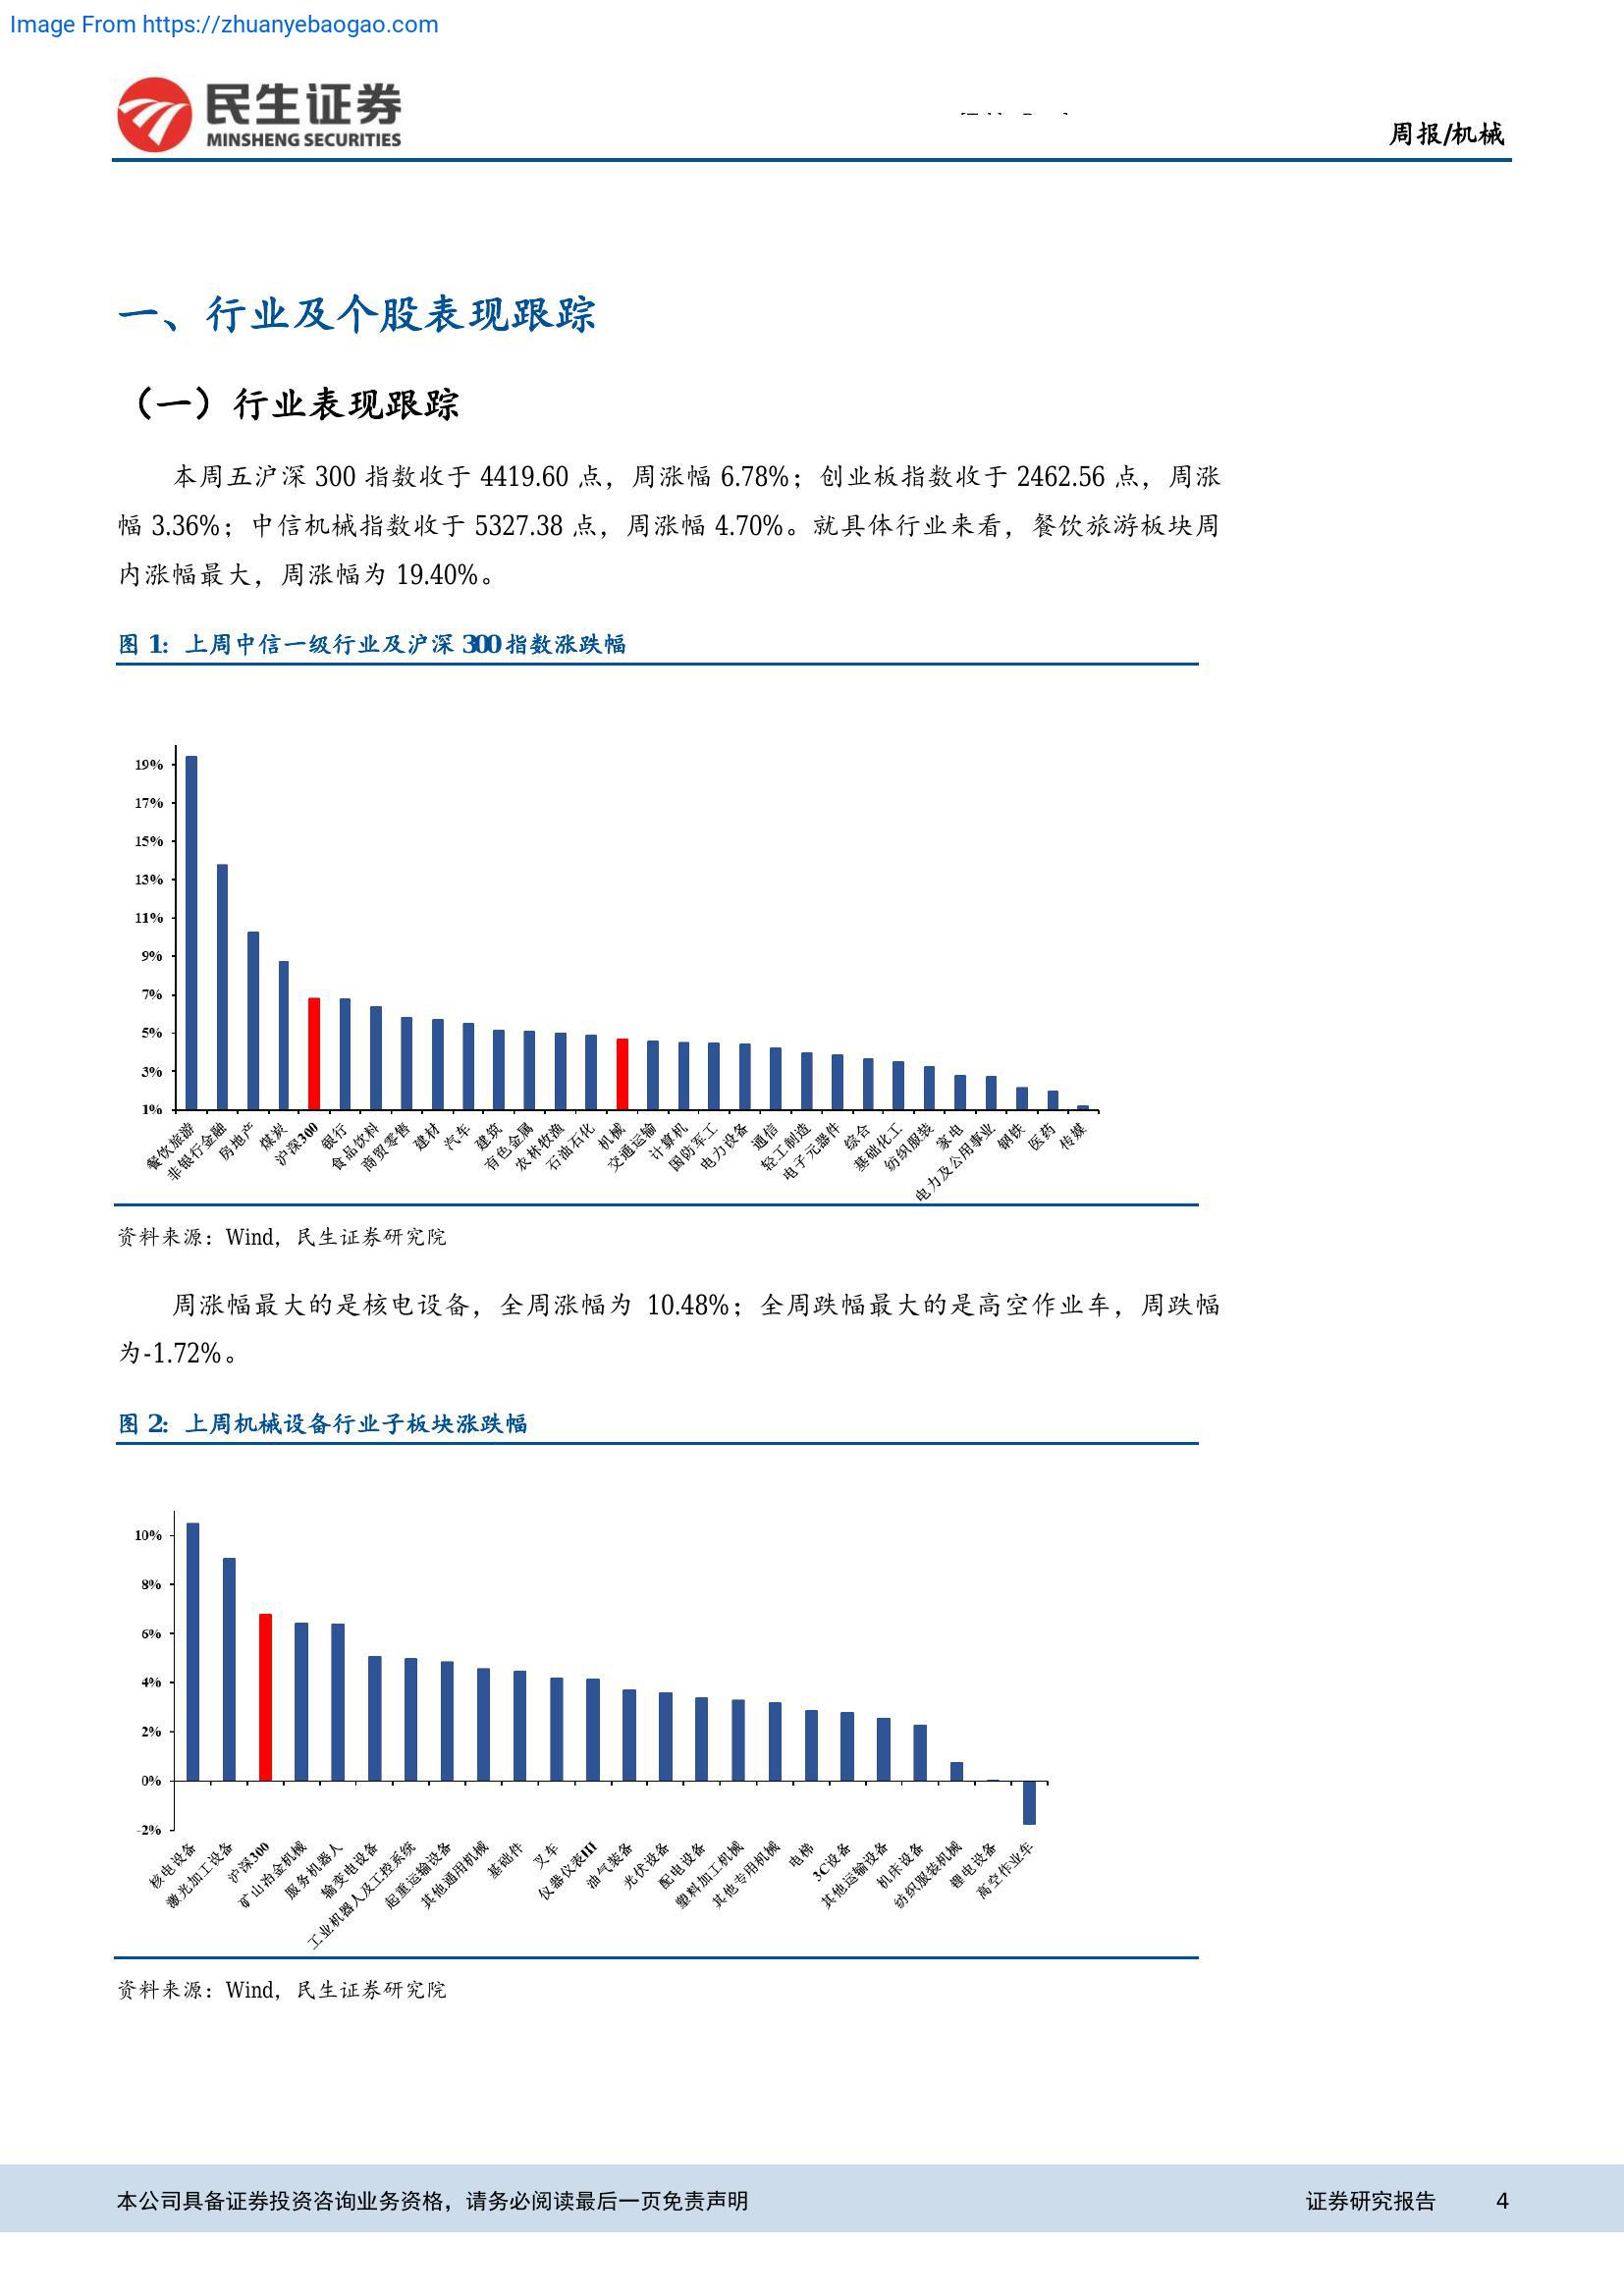 Image From https://zhuanyebaogao.com
民生证券
MINSHENG SECURITIES
周报/机械
一、行业及个股表现跟踪
（一）行业表现跟踪
本周五沪深 300 指数收于 4419.60 点，周涨幅 6.78%；创业板指数收于 2462.56 点，周涨
幅 3.36%；中信机械指数收于 5327.38 点，周涨幅 4.70%。就具体行业来看，餐饮旅游板块周
内涨幅最大，周涨幅为 19.40%。
图 1：上周中信一级行业及沪深 300 指数涨跌幅
19%
17%
15%
13%
11%
9%
7%
5%
3%
1%
餐饮旅游
非银行金融
房地产
煤炭
沪深300
银行
食品饮料
商贸零售
建材
汽车
建筑
有色金属
农林牧渔
石油石化
机械
交通运输
计算机
国防军工
电力设备
通信
轻工制造
电子元器件
综合
基础化工
纺织服装
家电
电力及公用事业
钢铁
医药
传媒
资料来源：Wind，民生证券研究院
周涨幅最大的是核电设备，全周涨幅为 10.48%；全周跌幅最大的是高空作业车，周跌幅
为-1.72%。
图 2：上周机械设备行业子板块涨跌幅
10%
8%
6%
4%
2%
0%
-2%
核电设备
激光加工设备
沪深300
矿山冶金机械
服务机器人
输变电设备
工业机器人及工控系统
起重运输设备
其他通用机械
基础件
叉车
仪器仪表III
油气装备
光伏设备
配电设备
塑料加工机械
其他专用机械
电梯
3C设备
其他运输设备
机床设备
纺织服装机械
锂电设备
高空作业车
资料来源：Wind，民生证券研究院
本公司具备证券投资咨询业务资格，请务必阅读最后一页免责声明
证券研究报告
4